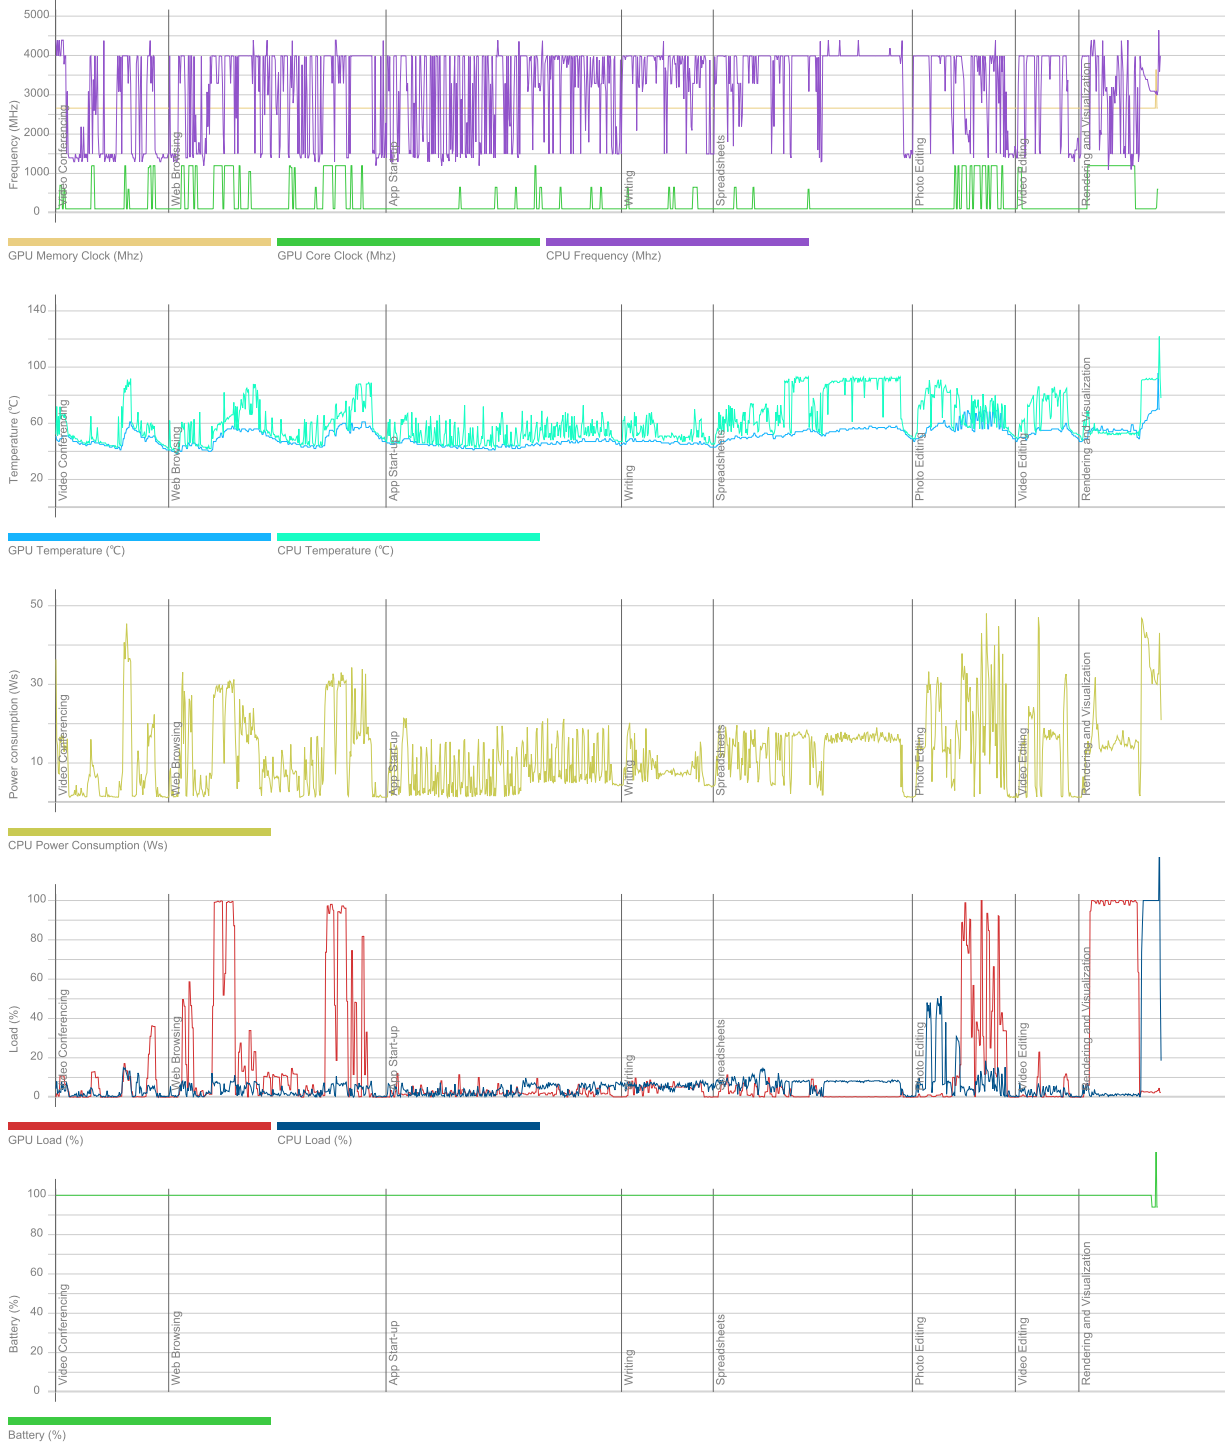 5000
4000
3000
2000
1000
0
Frequency (MHz)
Video Conferencing
Web Browsing
App Start-up
Writing
Spreadsheets
Photo Editing
Video Editing
Rendering and Visualization
GPU Memory Clock (Mhz)
GPU Core Clock (Mhz)
CPU Frequency (Mhz)
140
100
60
20
Temperature (℃)
Video Conferencing
Web Browsing
App Start-up
Writing
Spreadsheets
Photo Editing
Video Editing
Rendering and Visualization
GPU Temperature (℃)
CPU Temperature (℃)
50
30
10
Power consumption (Ws)
Video Conferencing
Web Browsing
App Start-up
Writing
Spreadsheets
Photo Editing
Video Editing
Rendering and Visualization
CPU Power Consumption (Ws)
100
80
60
40
20
0
Load (%)
Video Conferencing
Web Browsing
App Start-up
Writing
Spreadsheets
Photo Editing
Video Editing
Rendering and Visualization
GPU Load (%)
CPU Load (%)
100
80
60
40
20
0
Battery (%)
Video Conferencing
Web Browsing
App Start-up
Writing
Spreadsheets
Photo Editing
Video Editing
Rendering and Visualization
Battery (%)